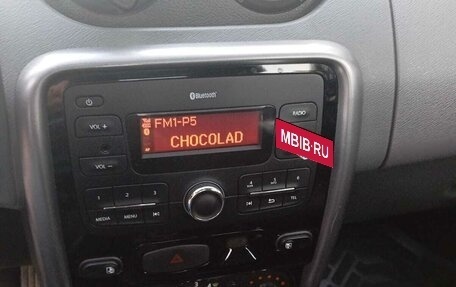 Bluetooth
VOL +
FM1-P5
CHOCOLAD
RADIO
MBIB.RU
VOL −
1 2 3
4 5 6
MEDIA MENU
TEL